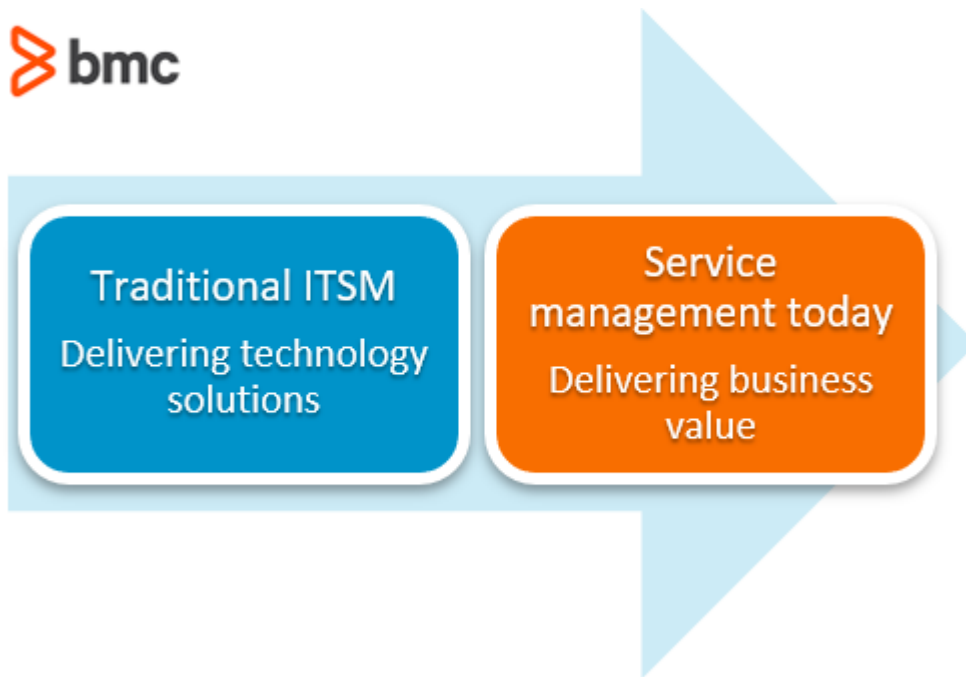 bmc
Traditional ITSM
Delivering technology
solutions
Service
management today
Delivering business
value